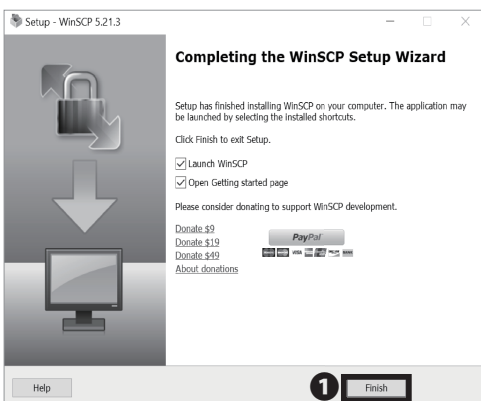 Setup - WinSCP 5.21.3
Completing the WinSCP Setup Wizard
Setup has finished installing WinSCP on your computer. The application may
be launched by selecting the installed shortcuts.
Click Finish to exit Setup.
Launch WinSCP
Open Getting started page
Please consider donating to support WinSCP development.
Donate $9
Donate $19
Donate $49
About donations
PayPal
VISA
Help
1
Finish